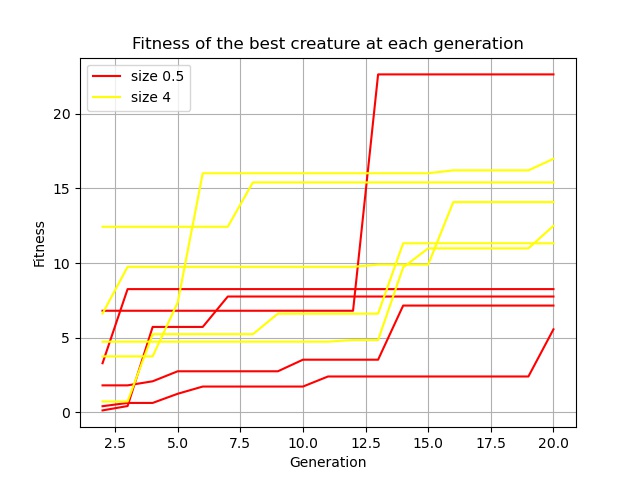 Fitness of the best creature at each generation
size 0.5
size 4
Fitness
20
15
10
5
0
2.5 5.0 7.5 10.0 12.5 15.0 17.5 20.0
Generation